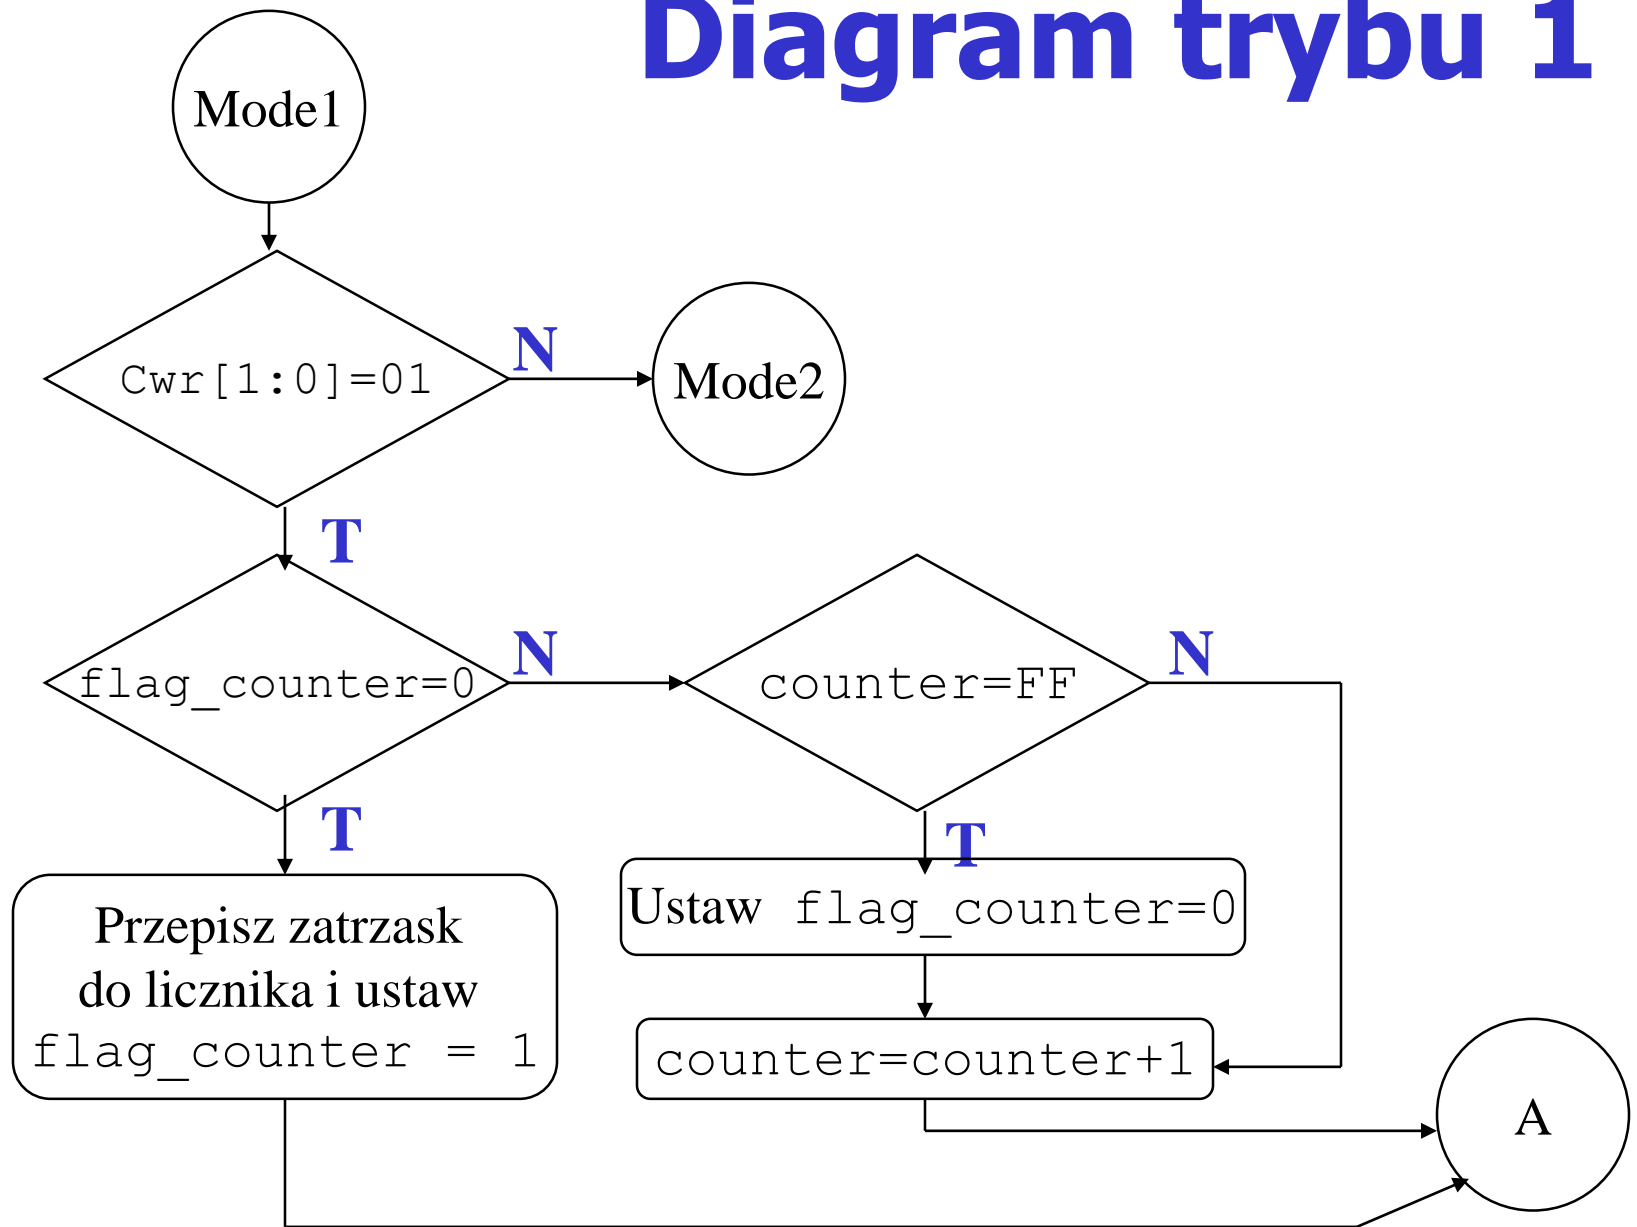 Diagram trybu 1
Mode1
Cwr[1:0]=01
N
Mode2
T
flag_counter=0
N
counter=FF
N
T
T
Przepisz zatrzask
do licznika i ustaw
flag_counter = 1
Ustaw flag_counter=0
counter=counter+1
A